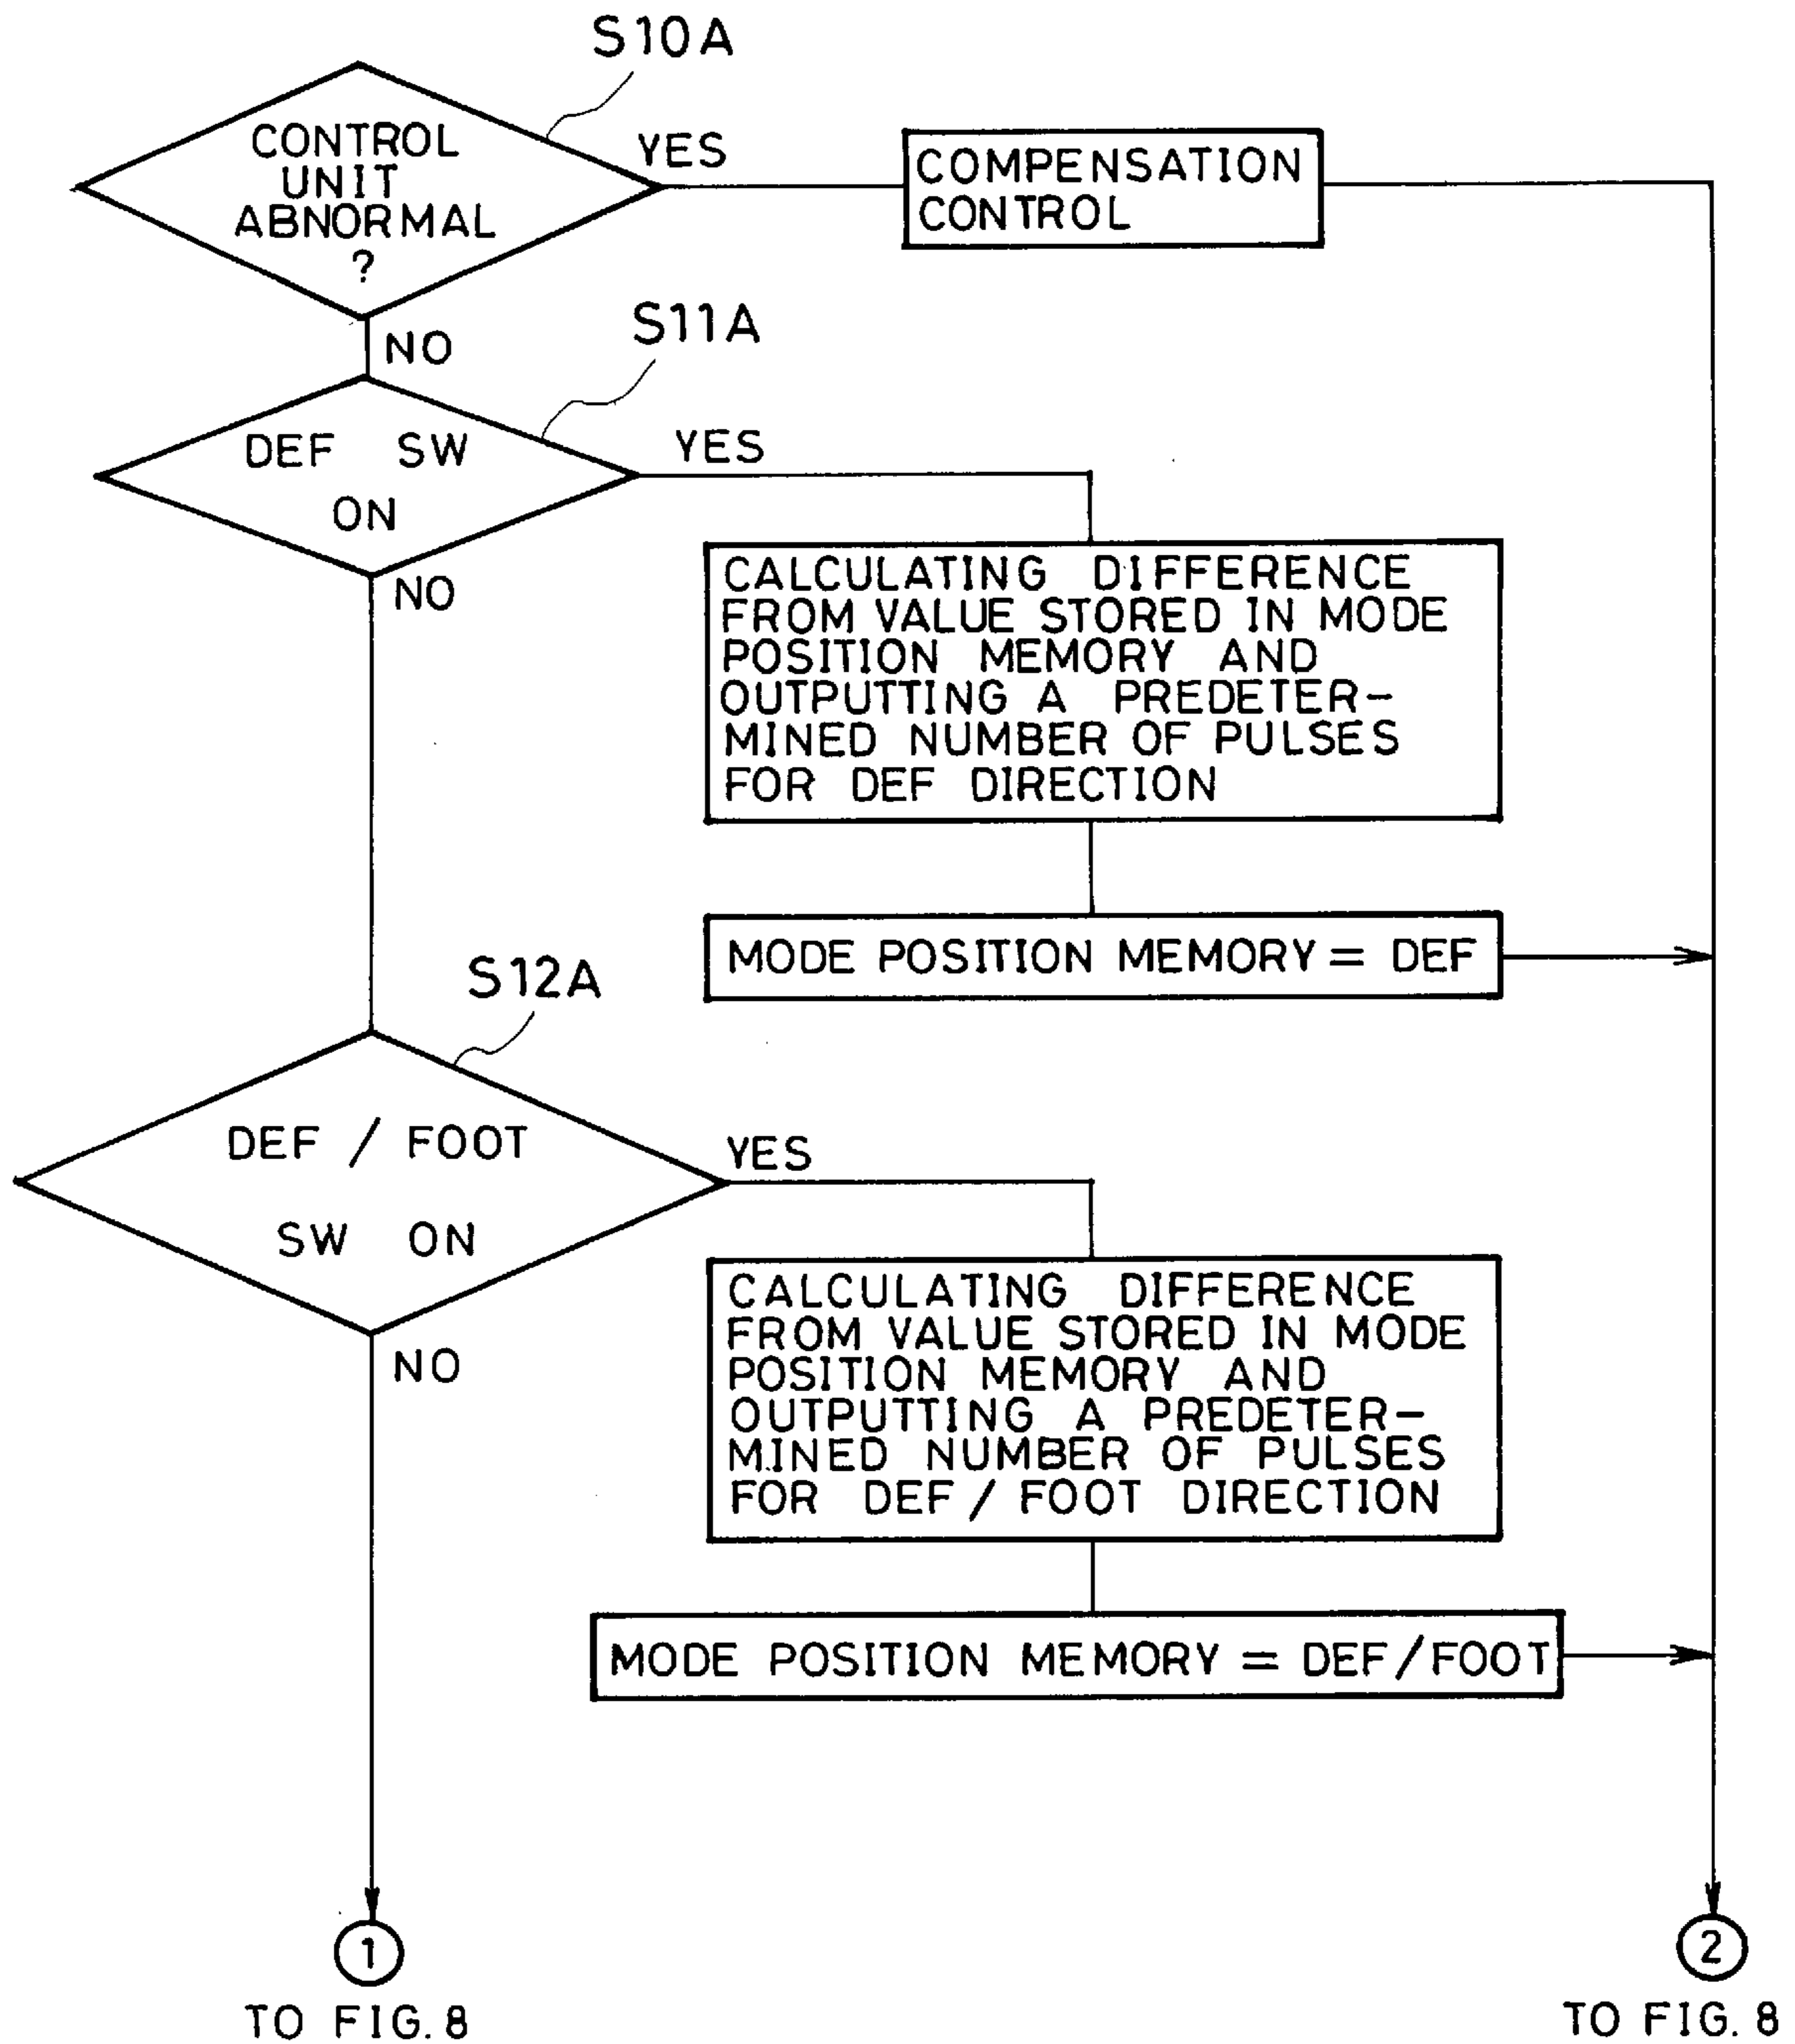 S10A
CONTROL
UNIT
ABNORMAL
?
YES
COMPENSATION
CONTROL
NO
S11A
DEF SW
ON
YES
NO
CALCULATING DIFFERENCE
FROM VALUE STORED IN MODE
POSITION MEMORY AND
OUTPUTTING A PREDETER-
MINED NUMBER OF PULSES
FOR DEF DIRECTION
MODE POSITION MEMORY = DEF
S12A
DEF / FOOT
SW ON
YES
NO
CALCULATING DIFFERENCE
FROM VALUE STORED IN MODE
POSITION MEMORY AND
OUTPUTTING A PREDETER-
MINED NUMBER OF PULSES
FOR DEF / FOOT DIRECTION
MODE POSITION MEMORY = DEF/FOOT
1
TO FIG. 8
2
TO FIG. 8